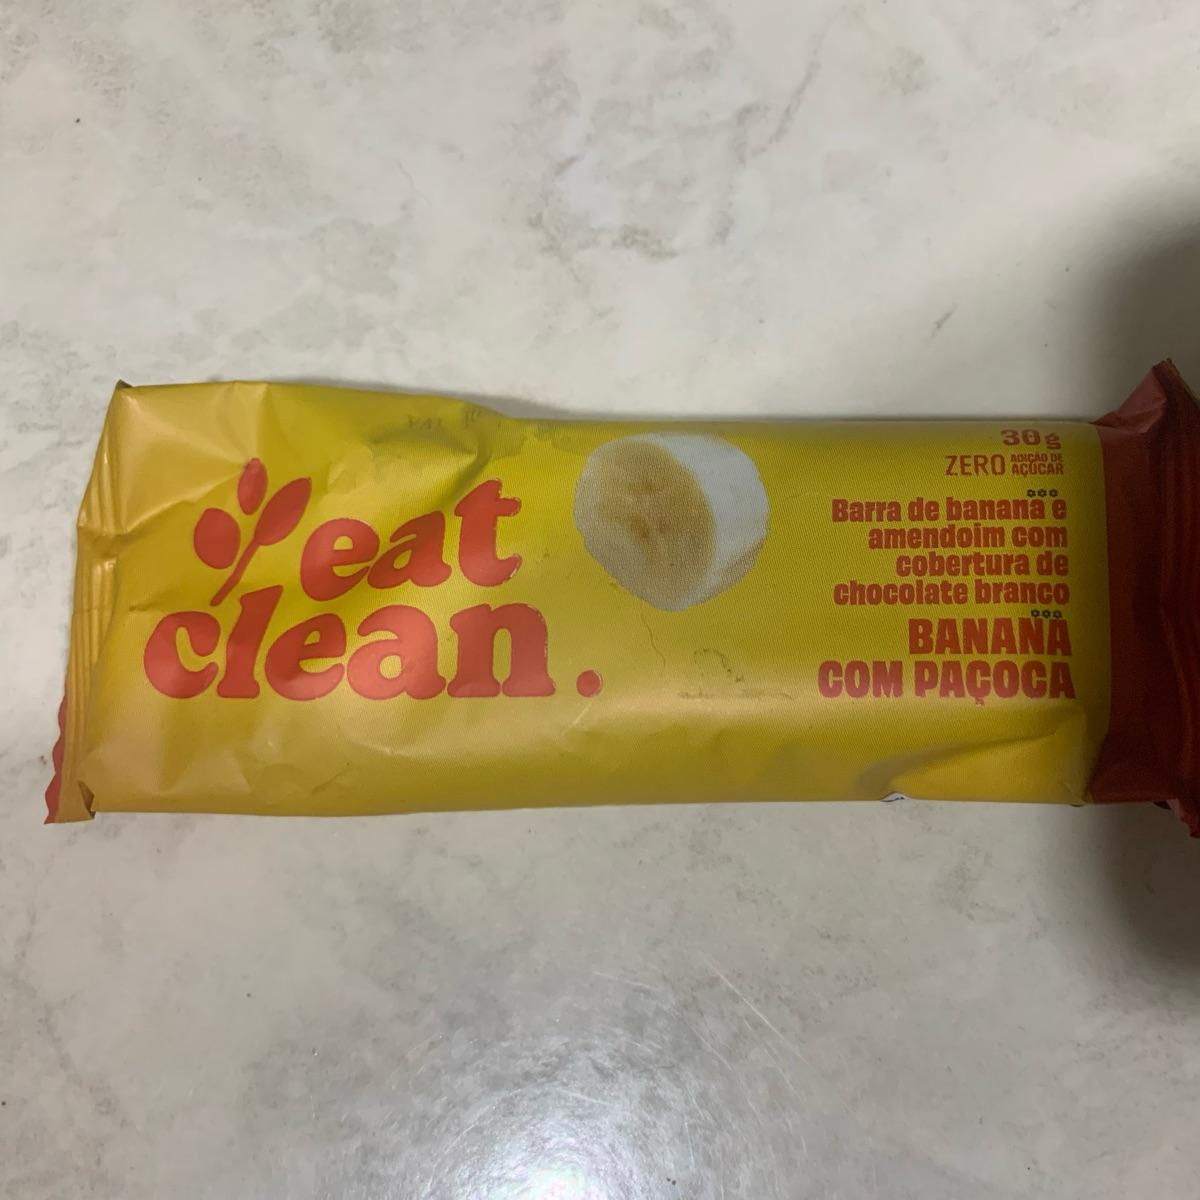 eat
clean.
30g
ZERO ADIÇÃO DE
AÇÚCAR
Barra de banana e
amendoim com
cobertura de
chocolate branco
BANANA
COM PAÇOCA